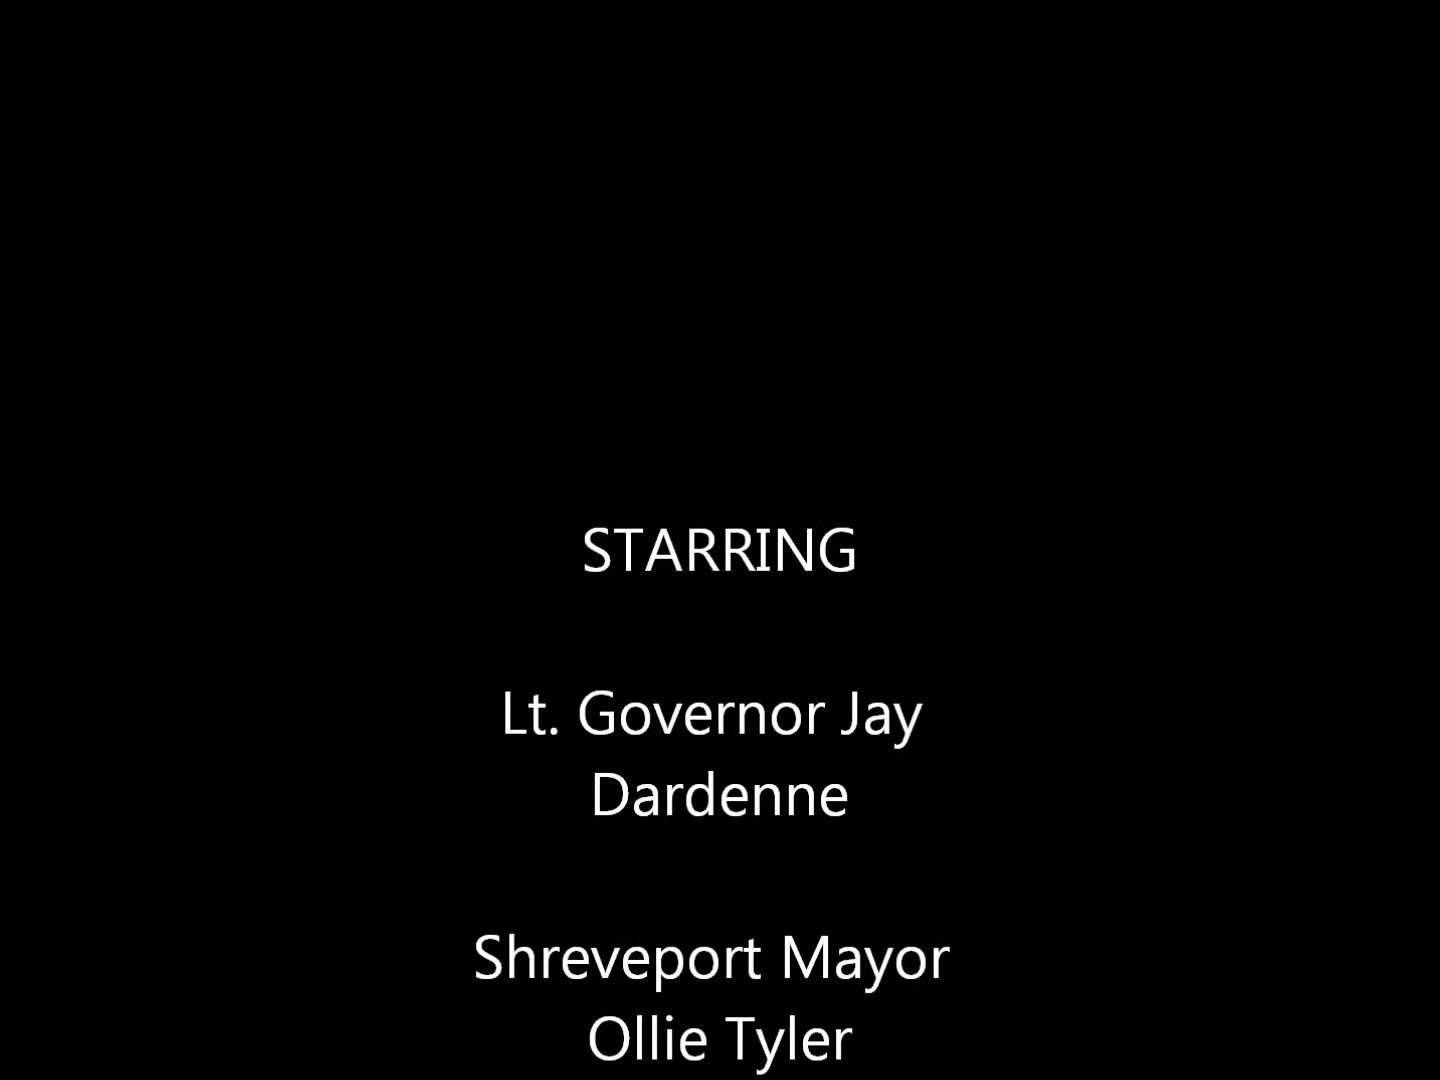 STARRING
Lt. Governor Jay
Dardenne
Shreveport Mayor
Ollie Tyler